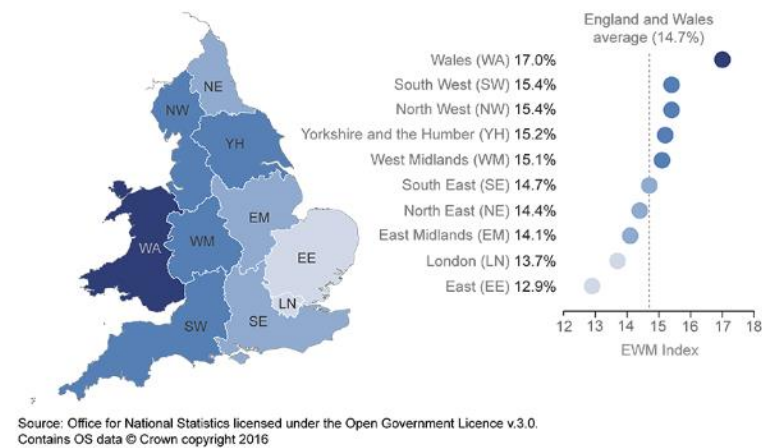 England and Wales
average (14.7%)
Wales (WA) 17.0%
South West (SW) 15.4%
North West (NW) 15.4%
Yorkshire and the Humber (YH) 15.2%
West Midlands (WM) 15.1%
South East (SE) 14.7%
North East (NE) 14.4%
East Midlands (EM) 14.1%
London (LN) 13.7%
East (EE) 12.9%
12 13 14 15 16 17 18
EWM Index
NE
NW
YH
EM
WA
WM
EE
LN
SW
SE
Source: Office for National Statistics licensed under the Open Government Licence v.3.0.
Contains OS data © Crown copyright 2016